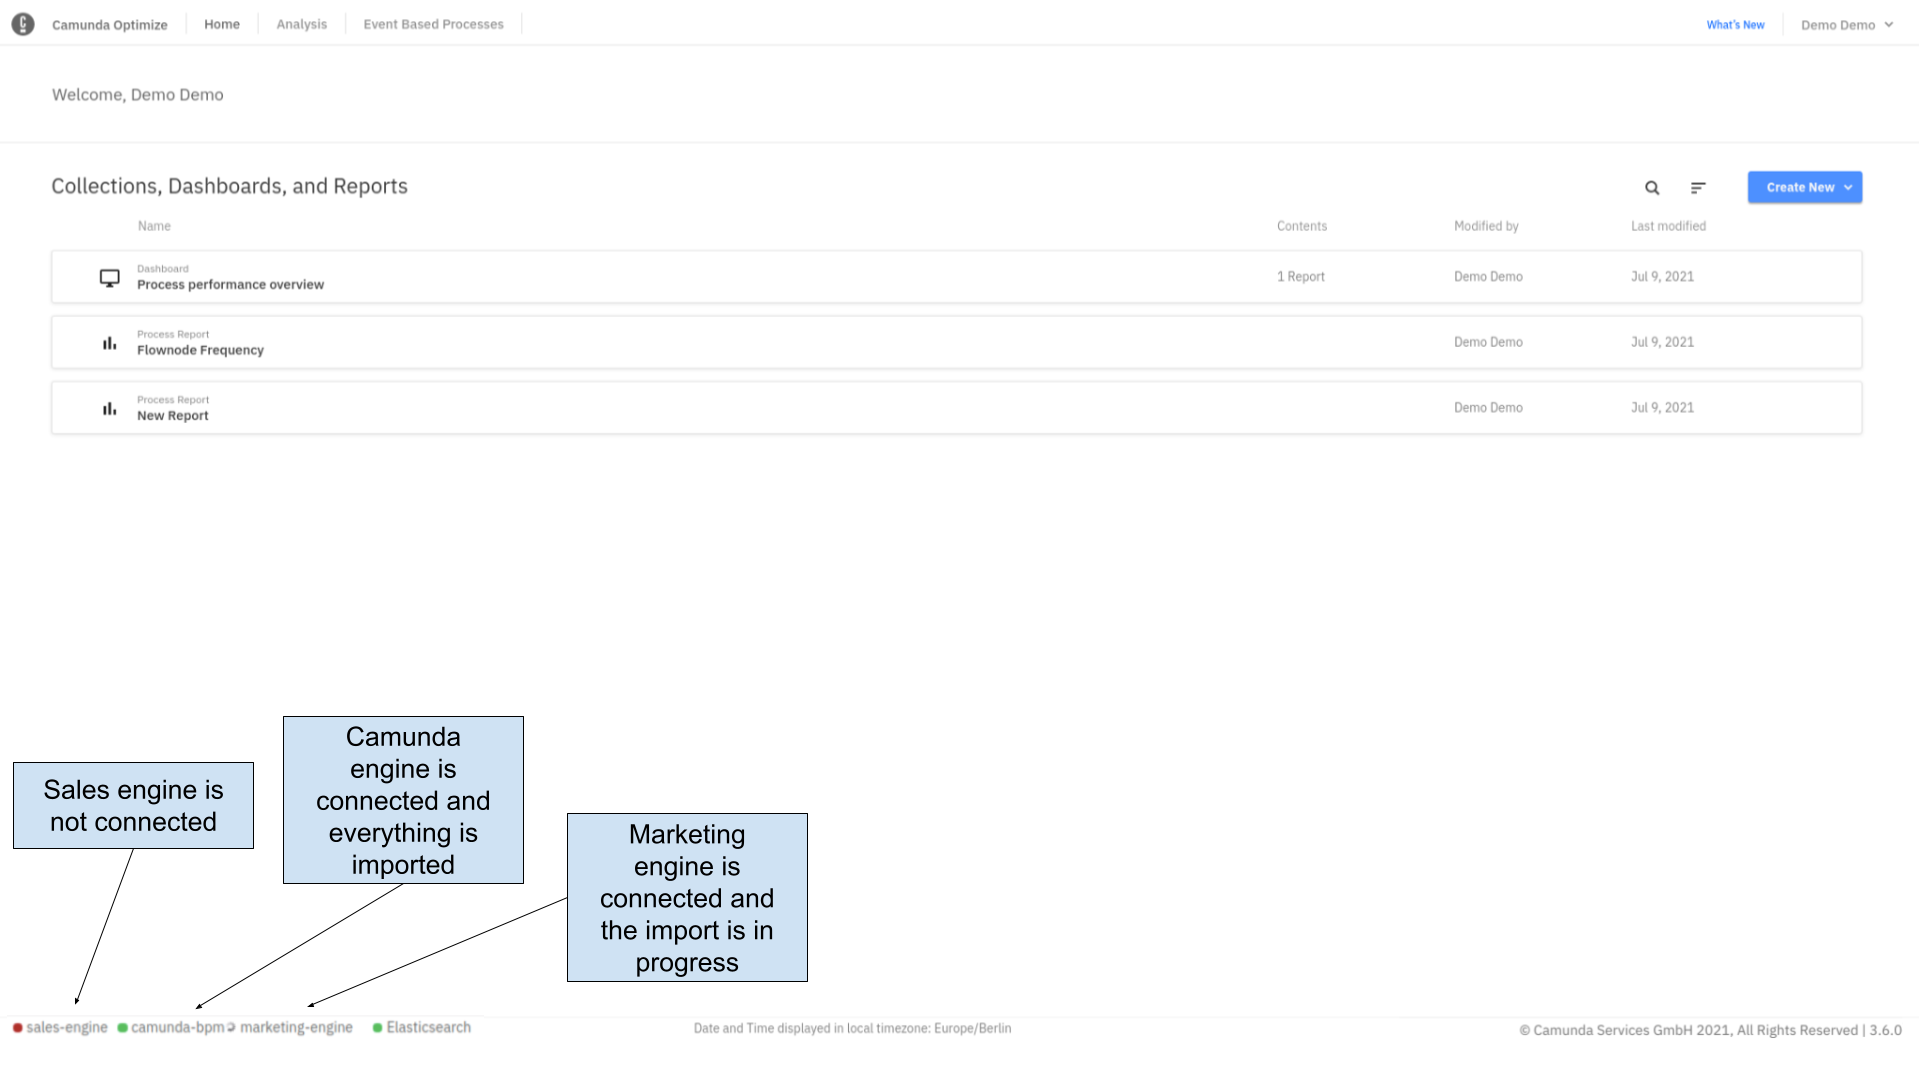 Camunda Optimize
Home
Analysis
Event Based Processes
What's New
Demo Demo
Welcome, Demo Demo
Collections, Dashboards, and Reports
Create New
Name
Contents
Modified by
Last modified
Dashboard
Process performance overview
1 Report
Demo Demo
Jul 9, 2021
Process Report
Flownode Frequency
Demo Demo
Jul 9, 2021
Process Report
New Report
Demo Demo
Jul 9, 2021
Sales engine is
not connected
Camunda
engine is
connected and
everything is
imported
Marketing
engine is
connected and
the import is in
progress
sales-engine
camunda-bpm
marketing-engine
Elasticsearch
Date and Time displayed in local timezone: Europe/Berlin
© Camunda Services GmbH 2021, All Rights Reserved | 3.6.0